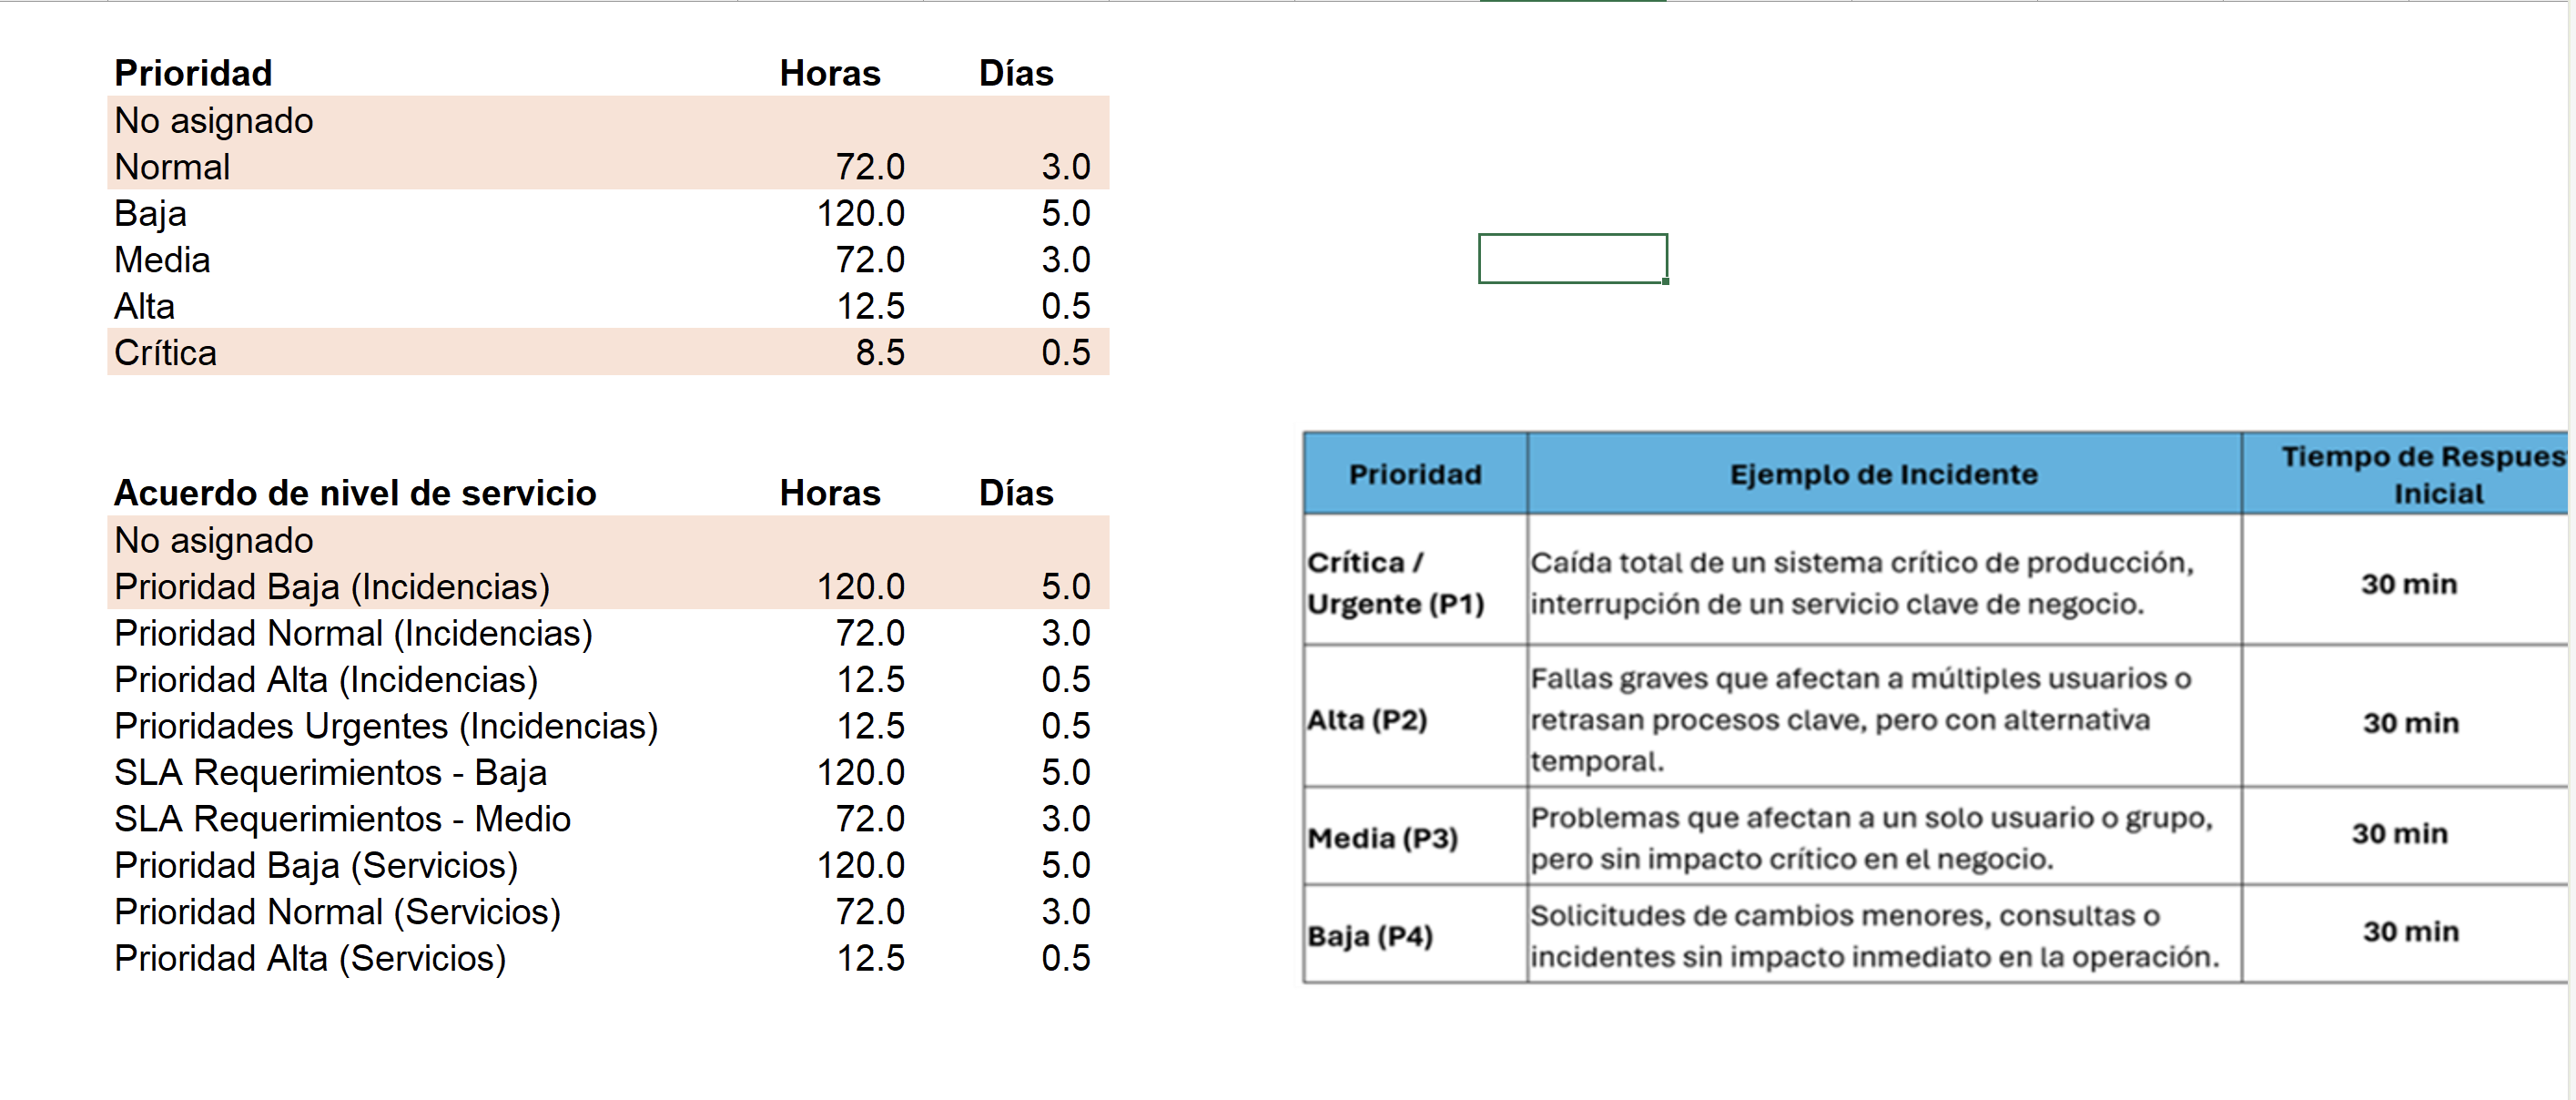 Prioridad Horas Días
No asignado
Normal 72.0 3.0
Baja 120.0 5.0
Media 72.0 3.0
Alta 12.5 0.5
Crítica 8.5 0.5
Acuerdo de nivel de servicio Horas Días
No asignado
Prioridad Baja (Incidencias) 120.0 5.0
Prioridad Normal (Incidencias) 72.0 3.0
Prioridad Alta (Incidencias) 12.5 0.5
Prioridades Urgentes (Incidencias) 12.5 0.5
SLA Requerimientos - Baja 120.0 5.0
SLA Requerimientos - Medio 72.0 3.0
Prioridad Baja (Servicios) 120.0 5.0
Prioridad Normal (Servicios) 72.0 3.0
Prioridad Alta (Servicios) 12.5 0.5
Prioridad
Ejemplo de Incidente
Tiempo de Respues
Inicial
Crítica /
Urgente (P1)
Caída total de un sistema crítico de producción,
interrupción de un servicio clave de negocio.
30 min
Alta (P2)
Fallas graves que afectan a múltiples usuarios o
retrasan procesos clave, pero con alternativa
temporal.
30 min
Media (P3)
Problemas que afectan a un solo usuario o grupo,
pero sin impacto crítico en el negocio.
30 min
Baja (P4)
Solicitudes de cambios menores, consultas o
incidentes sin impacto inmediato en la operación.
30 min